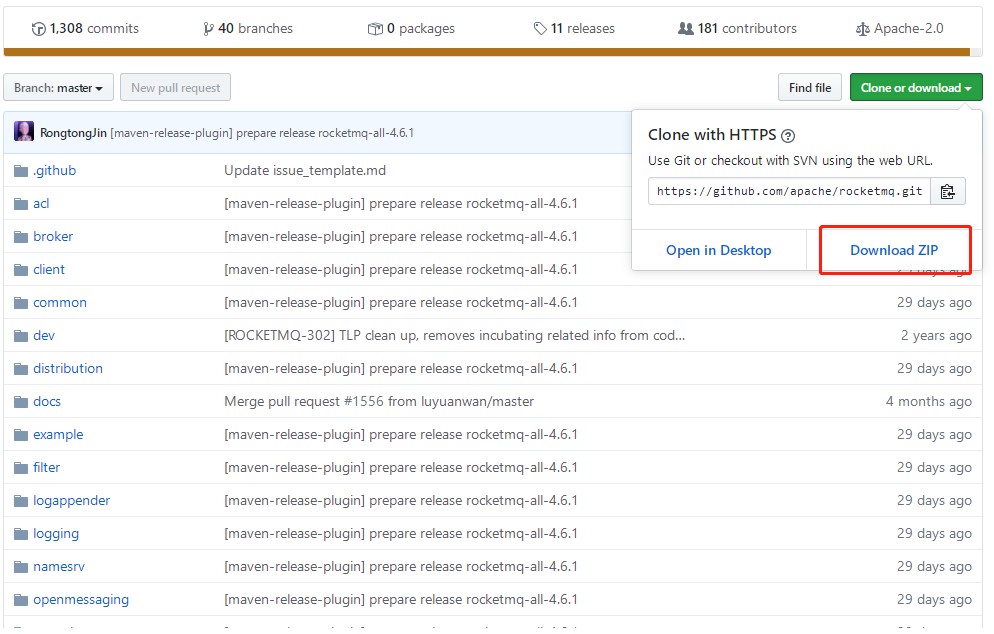 1,308 commits 40 branches 0 packages 11 releases 181 contributors Apache-2.0
Branch: master New pull request Find file Clone or download
RongtongJin [maven-release-plugin] prepare release rocketmq-all-4.6.1
Clone with HTTPS
Use Git or checkout with SVN using the web URL.
https://github.com/apache/rocketmq.git
Open in Desktop Download ZIP
.github Update issue_template.md
acl [maven-release-plugin] prepare release rocketmq-all-4.6.1
broker [maven-release-plugin] prepare release rocketmq-all-4.6.1
client [maven-release-plugin] prepare release rocketmq-all-4.6.1 days ago
common [maven-release-plugin] prepare release rocketmq-all-4.6.1 29 days ago
dev [ROCKETMQ-302] TLP clean up, removes incubating related info from cod... 2 years ago
distribution [maven-release-plugin] prepare release rocketmq-all-4.6.1 29 days ago
docs Merge pull request #1556 from luyuanwan/master 4 months ago
example [maven-release-plugin] prepare release rocketmq-all-4.6.1 29 days ago
filter [maven-release-plugin] prepare release rocketmq-all-4.6.1 29 days ago
logappender [maven-release-plugin] prepare release rocketmq-all-4.6.1 29 days ago
logging [maven-release-plugin] prepare release rocketmq-all-4.6.1 29 days ago
namesrv [maven-release-plugin] prepare release rocketmq-all-4.6.1 29 days ago
openmessaging [maven-release-plugin] prepare release rocketmq-all-4.6.1 29 days ago